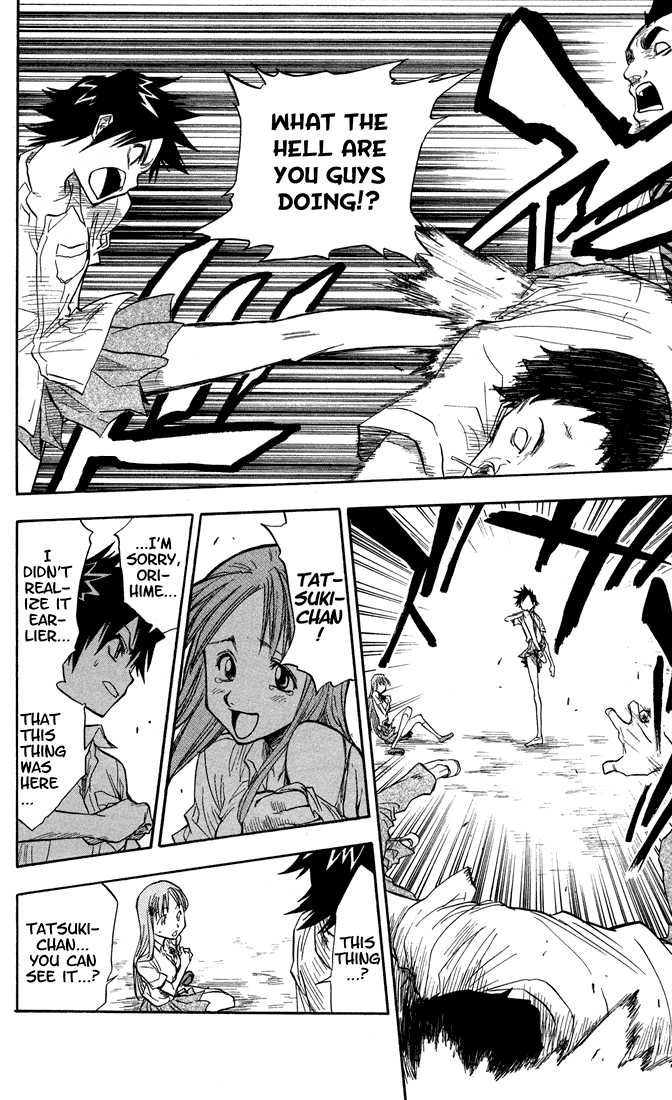 WHAT THE
HELL ARE
YOU GUYS
DOING!?
TAT-
SUKI-
CHAN
!
...I'M
SORRY,
ORI-
HIME...
I
DIDN'T
REAL-
IZE IT
EAR-
LIER...
THAT
THIS
THING
WAS
HERE
...
THIS
THING
...?
TATSUKI-
CHAN...
YOU CAN
SEE IT...?